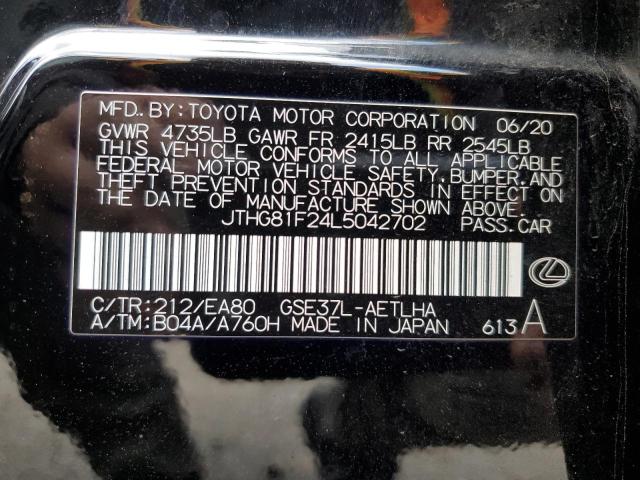 MFD. BY: TOYOTA MOTOR CORPORATION 06/20
GVWR 4735LB GAWR FR 2415LB RR 2545LB
THIS VEHICLE CONFORMS TO ALL APPLICABLE
FEDERAL MOTOR VEHICLE SAFETY, BUMPER, AND
THEFT PREVENTION STANDARDS IN EFFECT ON
THE DATE OF MANUFACTURE SHOWN ABOVE.
JTHG81F24L5042702 PASS. CAR
C/TR: 212/EA80 GSE37L-AETLHA
A/TM: B04A/A760H MADE IN JAPAN 613 A